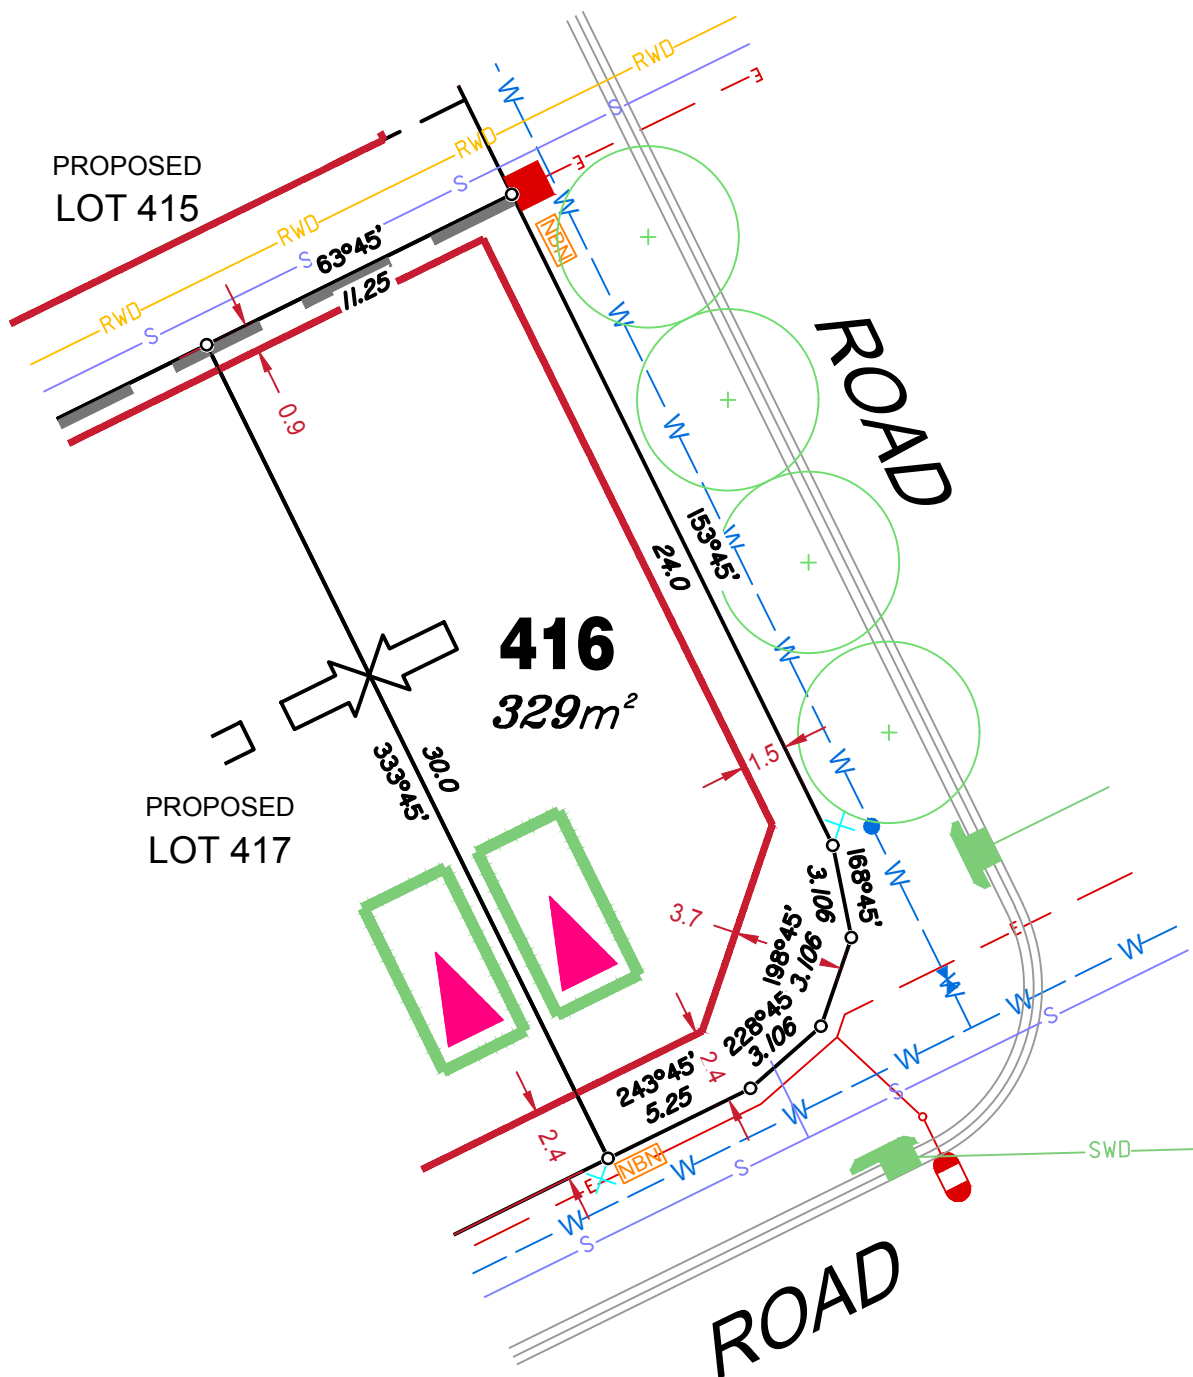 RWD
W
S
E
RWD
E
PROPOSED
LOT 415
S
W
RWD
NBN
63°45'
S
11.25
RWD
S
W
ROAD
0.9
W
153°45'
W
24.0
416
329m²
W
30.0
333°45'
1.5
W
PROPOSED
LOT 417
168°45'
3.106
W
3.7
198°45'
3.106
E
W
W
W
S
228°45'
3.106
2.4
W
243°45'
5.25
S
W
2.4
SWD
NBN
W
S
E
W
S
ROAD